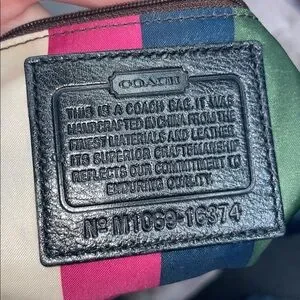 COACH
THIS IS A COACH BAG. IT WAS
HANDCRAFTED IN CHINA FROM THE
FINEST MATERIALS AND LEATHER.
ITS SUPERIOR CRAFTSMANSHIP
REFLECTS OUR COMMITMENT TO
ENDURING QUALITY.
Nº M1069-16374